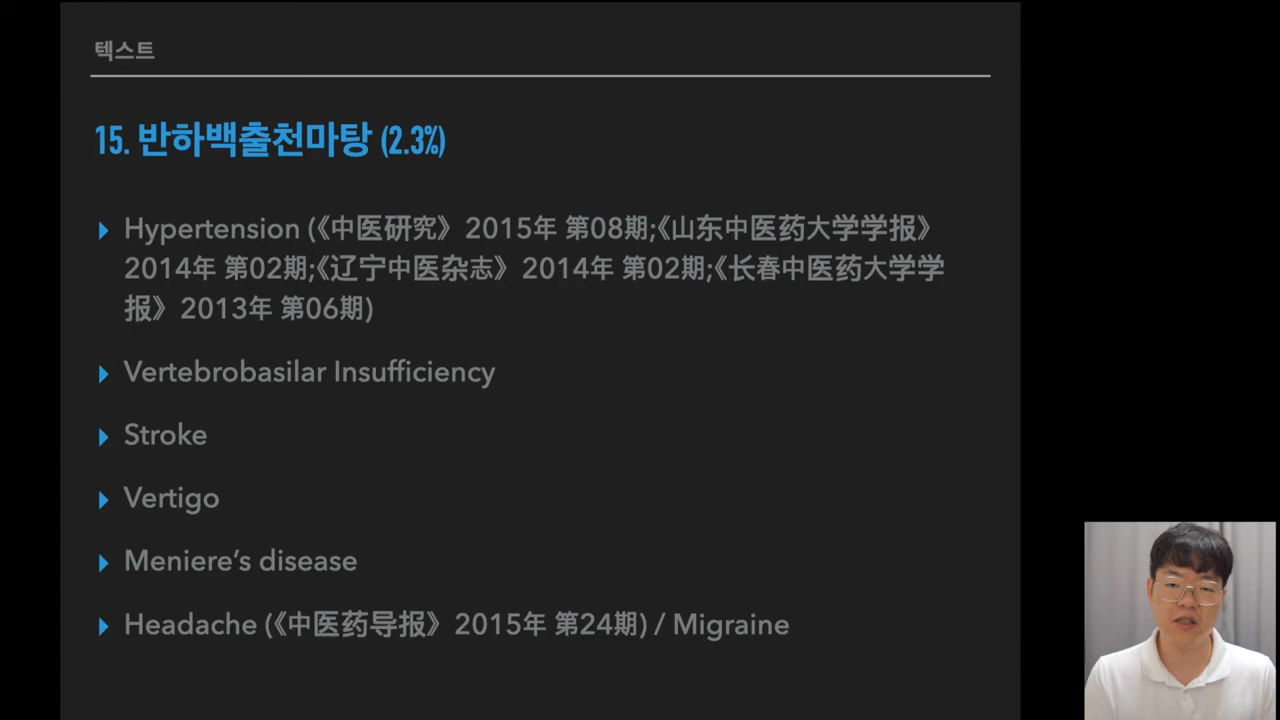 텍스트
15. 반하백출천마탕 (2.3%)
Hypertension (《中医研究》 2015年 第08期;《山东中医药大学学报》
2014年 第02期;《辽宁中医杂志》 2014年 第02期;《长春中医药大学学
报》 2013年 第06期)
Vertebrobasilar Insufficiency
Stroke
Vertigo
Meniere’s disease
Headache (《中医药导报》 2015年 第24期) / Migraine